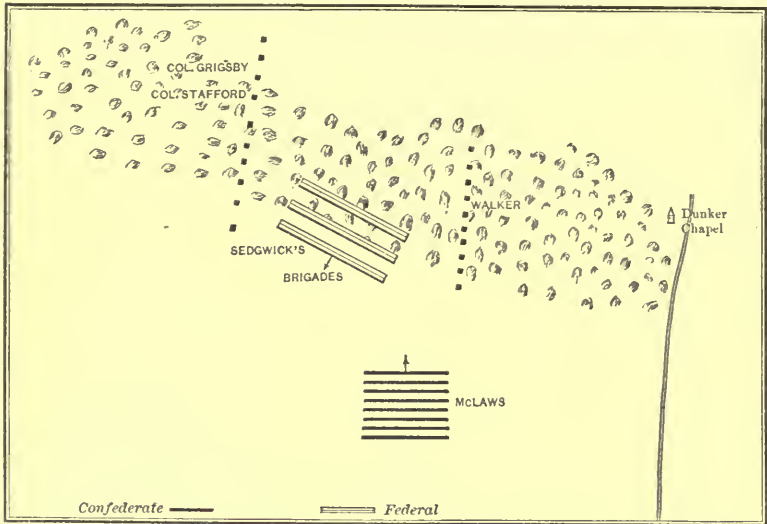 COL. GRIGSBY
COL. STAFFORD
WALKER
Dunker
Chapel
SEDGWICK'S
BRIGADES
McLAWS
Confederate
Federal